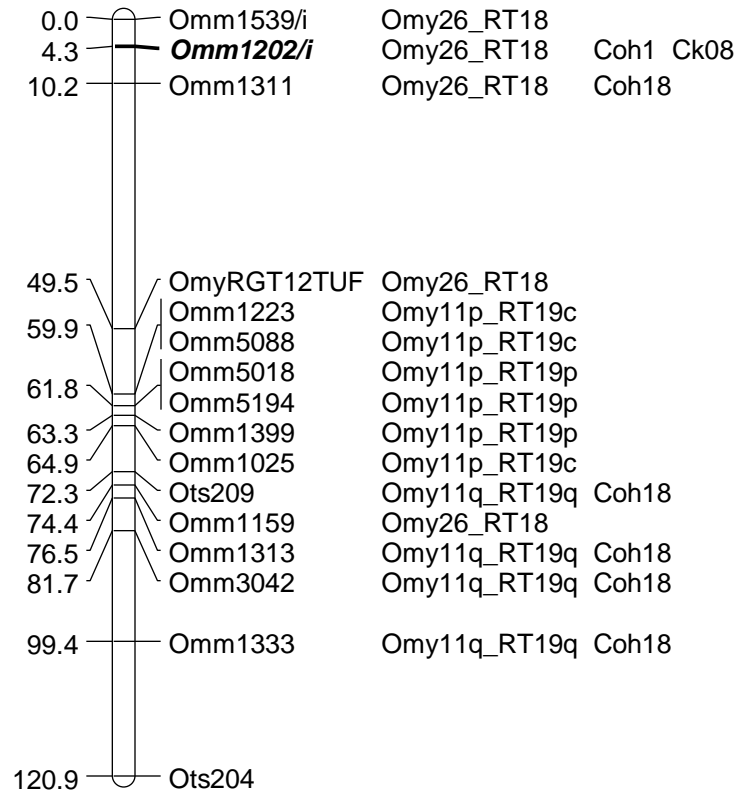 0.0 Omm1539/i Omy26_RT18
4.3 Omm1202/i Omy26_RT18 Coh1 Ck08
10.2 Omm1311 Omy26_RT18 Coh18
49.5 OmyRGT12TUF Omy26_RT18
59.9 Omm1223 Omy11p_RT19c
Omm5088 Omy11p_RT19c
61.8 Omm5018 Omy11p_RT19p
Omm5194 Omy11p_RT19p
63.3 Omm1399 Omy11p_RT19p
64.9 Omm1025 Omy11p_RT19c
72.3 Ots209 Omy11q_RT19q Coh18
74.4 Omm1159 Omy26_RT18
76.5 Omm1313 Omy11q_RT19q Coh18
81.7 Omm3042 Omy11q_RT19q Coh18
99.4 Omm1333 Omy11q_RT19q Coh18
120.9 Ots204